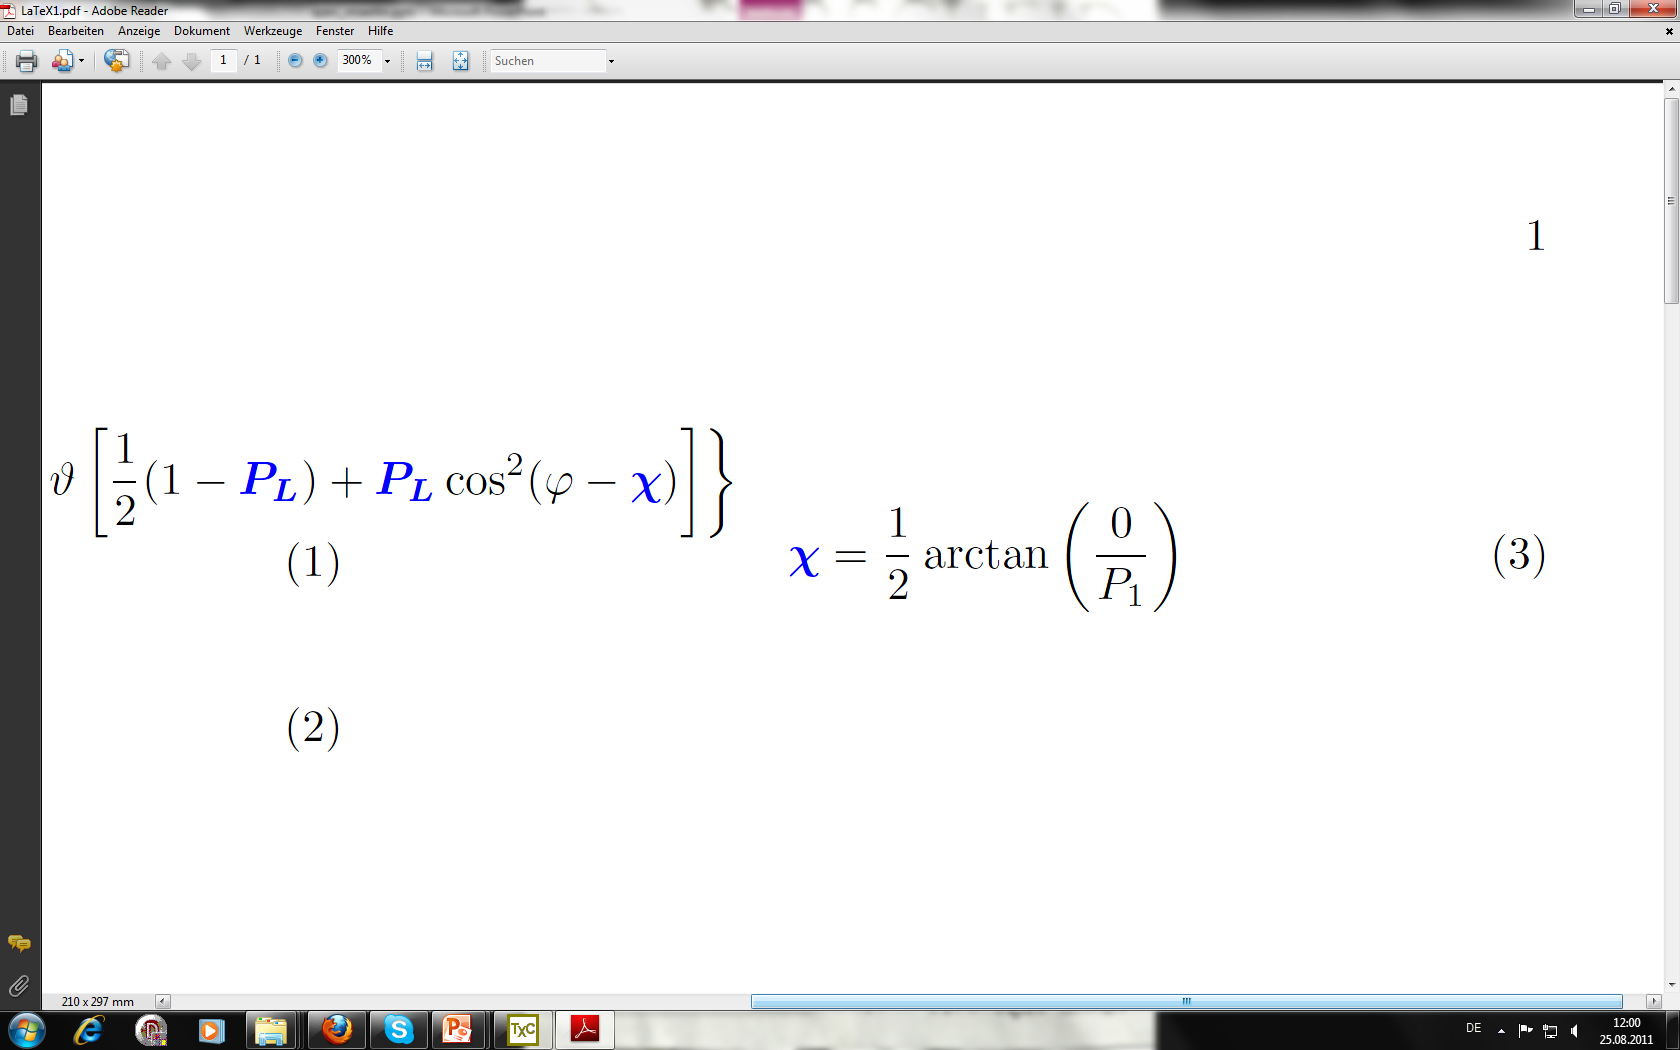 LaTeX1.pdf - Adobe Reader
Datei Bearbeiten Anzeige Dokument Werkzeuge Fenster Hilfe
1 / 1 300% Suchen
1
ϑ [ 1/2 (1 − P_L) + P_L cos²(φ − χ) ] }
(1)
χ = 1/2 arctan ( 0 / P_1 ) (3)
(2)
210 x 297 mm
TXC
DE 12:00
25.08.2011